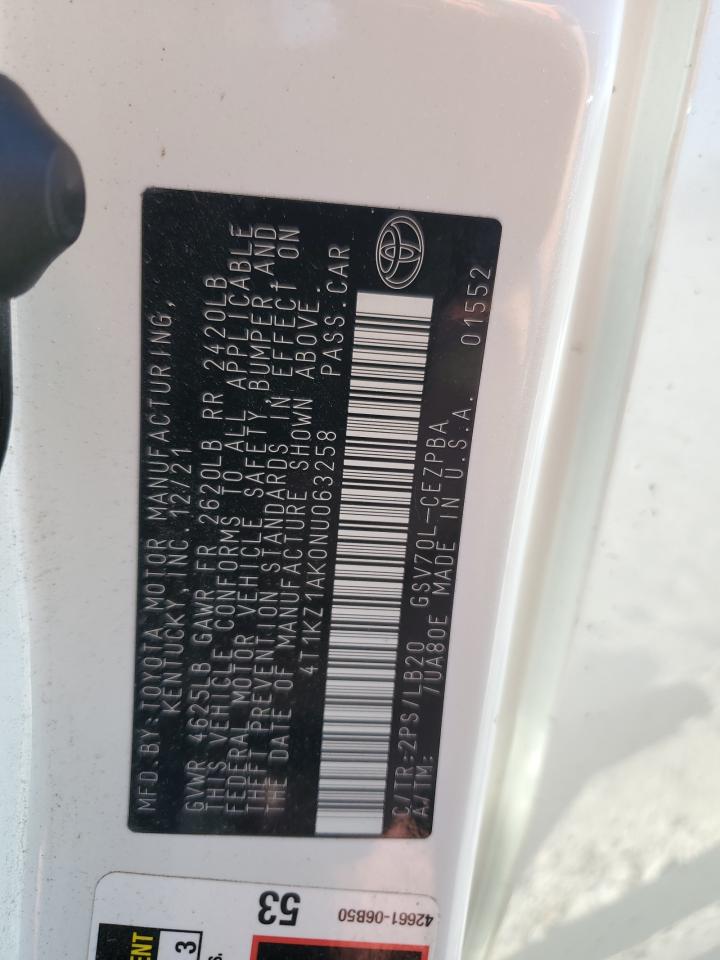 MFD.BY:TOYOTA MOTOR MANUFACTURING,
KENTUCKY,INC 12/21
GVWR 4625LB GAWR FR 2620LB RR 2420LB
THIS VEHICLE CONFORMS TO ALL APPLICABLE
FEDERAL MOTOR VEHICLE SAFETY,BUMPER,AND
THEFT PREVENTION STANDARDS IN EFFECT ON
THE DATE OF MANUFACTURE SHOWN ABOVE.
4T1KZ1AK0NU063258 PASS.CAR
C/TR:2PS/LB20 GSV70L-CEZPBA
A/TM: /UA80E MADE IN U.S.A. 01552
53
42661-06B50
3